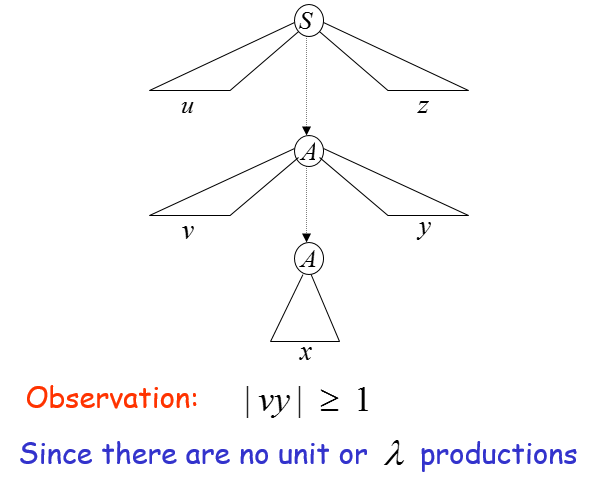 S
u z
A
v y
A
x
Observation: |vy| ≥ 1
Since there are no unit or λ productions